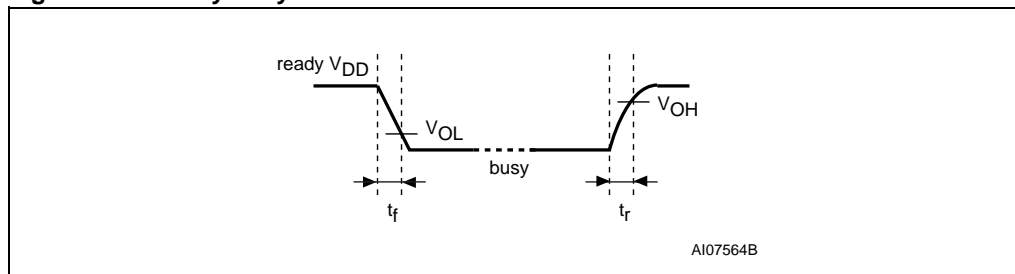 ready VDD
VOL
VOH
busy
tf
tr
AI07564B